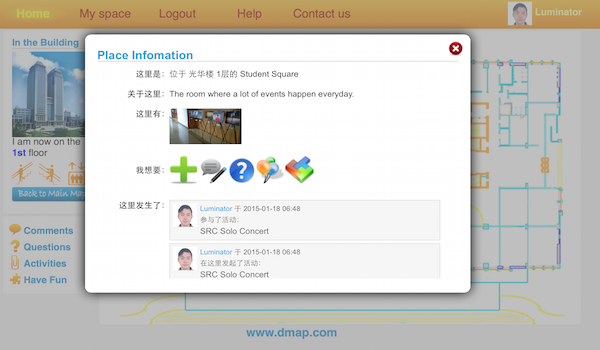 Home My space Logout Help Contact us Luminator
In the Building
I am now on the
1st floor
Back to Main Map
Comments
Questions
Activities
Have Fun
Place Infomation
这里是: 位于 光华楼 1层的 Student Square
关于这里: The room where a lot of events happen everyday.
这里有:
我想要:
这里发生了:
Luminator 于 2015-01-18 06:48
参与了活动:
SRC Solo Concert
Luminator 于 2015-01-18 06:48
在这里发起了活动:
SRC Solo Concert
www.dmap.com